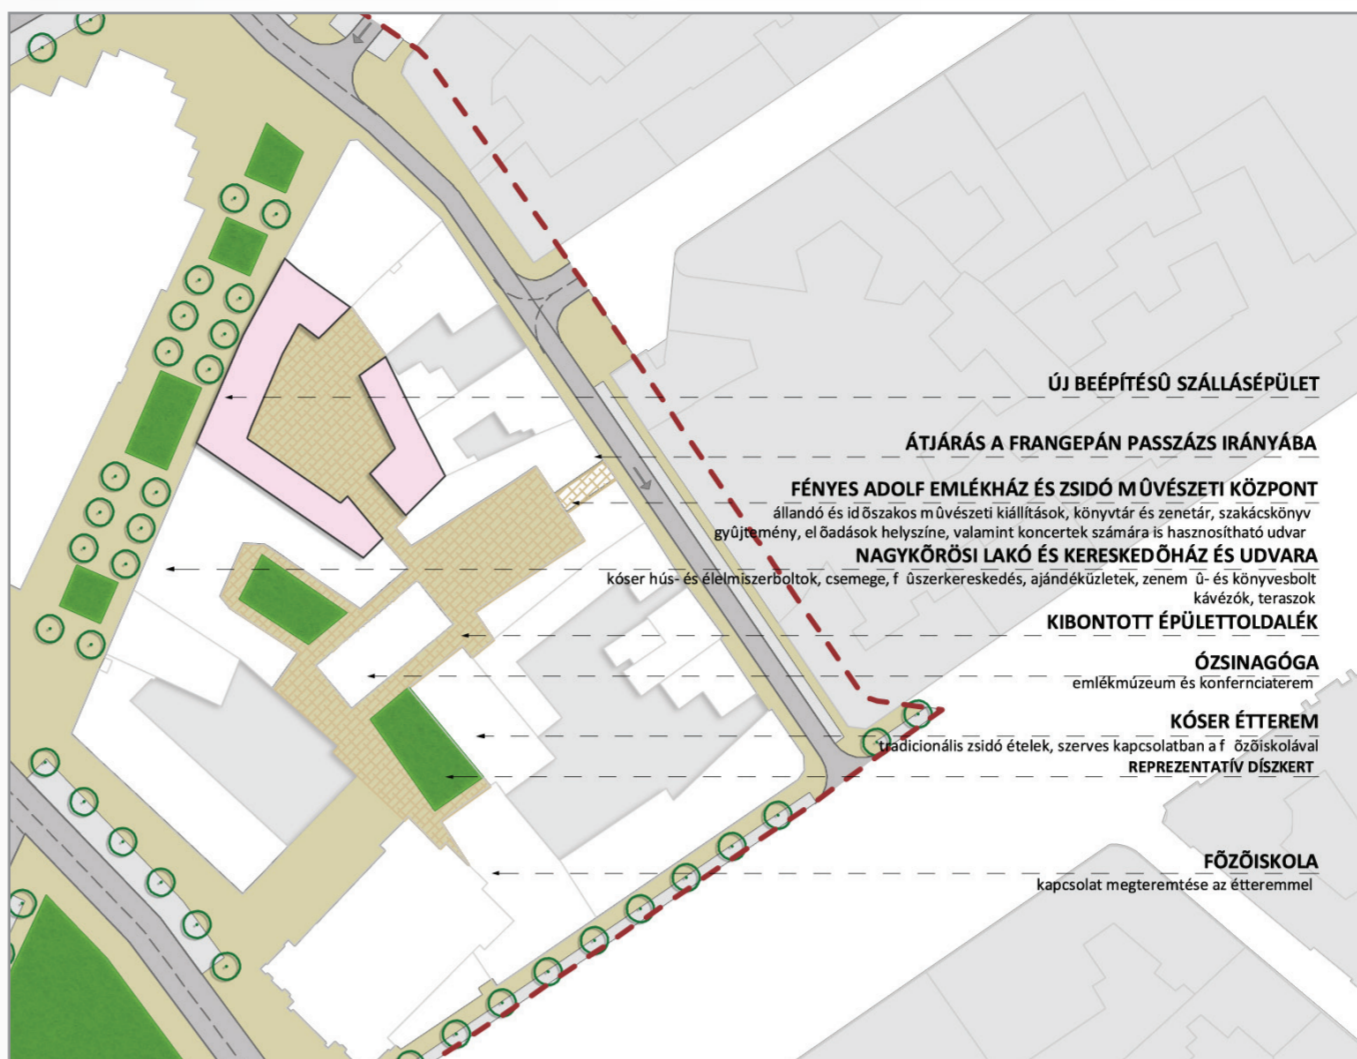 ÚJ BEÉPÍTÉSÛ SZÁLLÁSÉPÜLET
ÁTJÁRÁS A FRANGEPÁN PASSZÁZS IRÁNYÁBA
FÉNYES ADOLF EMLÉKHÁZ ÉS ZSIDÓ MÛVÉSZETI KÖZPONT
állandó és idõszakos mûvészeti kiállítások, könyvtár és zenetár, szakácskönyv
gyûjtemény, elõadások helyszíne, valamint koncertek számára is hasznosítható udvar
NAGYKÕRÖSI LAKÓ ÉS KERESKEDÕHÁZ ÉS UDVARA
kóser hús- és élelmiszerboltok, csemege, fûszerkereskedés, ajándéküzletek, zenemû- és könyvesbolt
kávézók, teraszok
KIBONTOTT ÉPÜLETTOLDALÉK
ÓZSINAGÓGA
emlékmúzeum és konfernciaterem
KÓSER ÉTTEREM
tradicionális zsidó ételek, szerves kapcsolatban a fõzõiskolával
REPREZENTATÍV DÍSZKERT
FÕZÕISKOLA
kapcsolat megteremtése az étteremmel